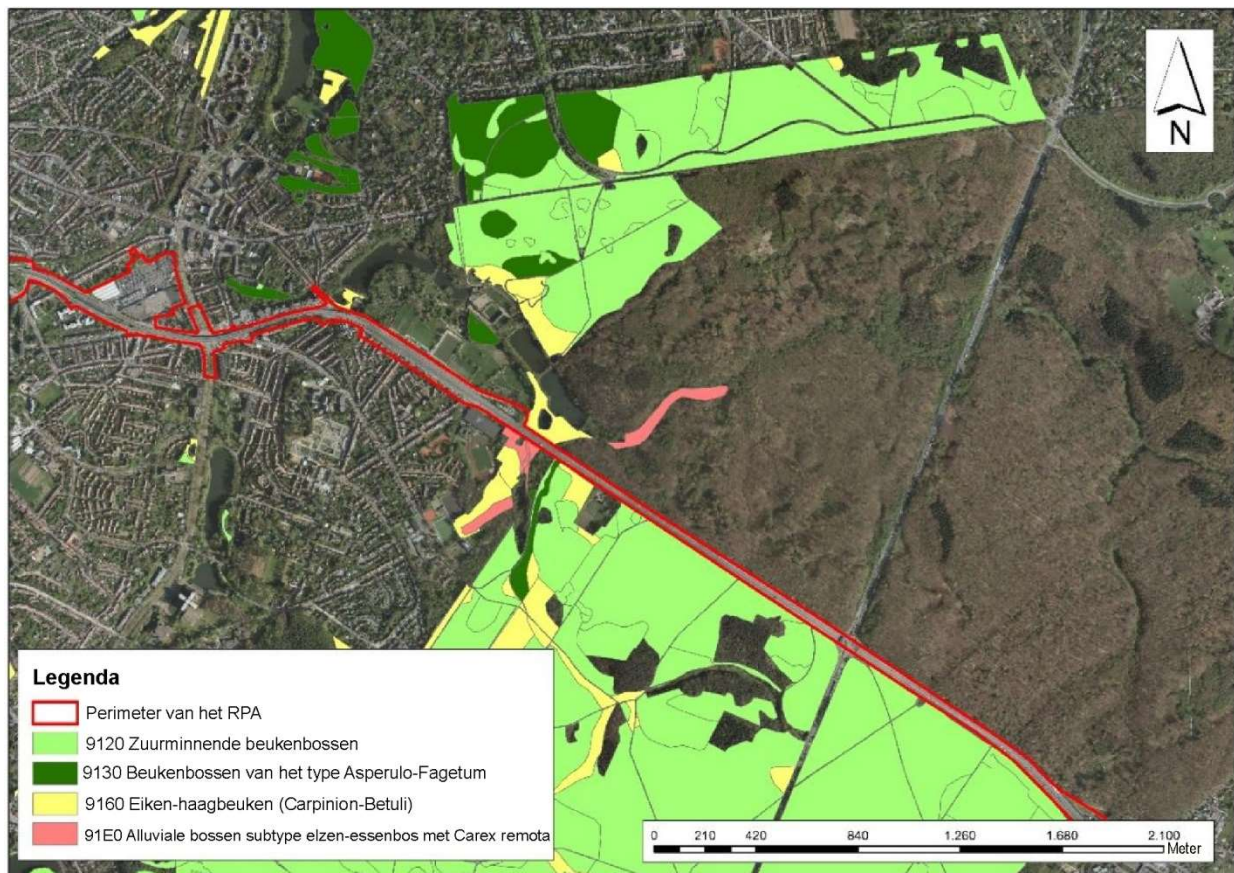 N
Legenda
Perimeter van het RPA
9120 Zuurminnende beukenbossen
9130 Beukenbossen van het type Asperulo-Fagetum
9160 Eiken-haagbeuken (Carpinion-Betuli)
91E0 Alluviale bossen subtype elzen-essenbos met Carex remota
0 210 420 840 1.260 1.680 2.100
Meter